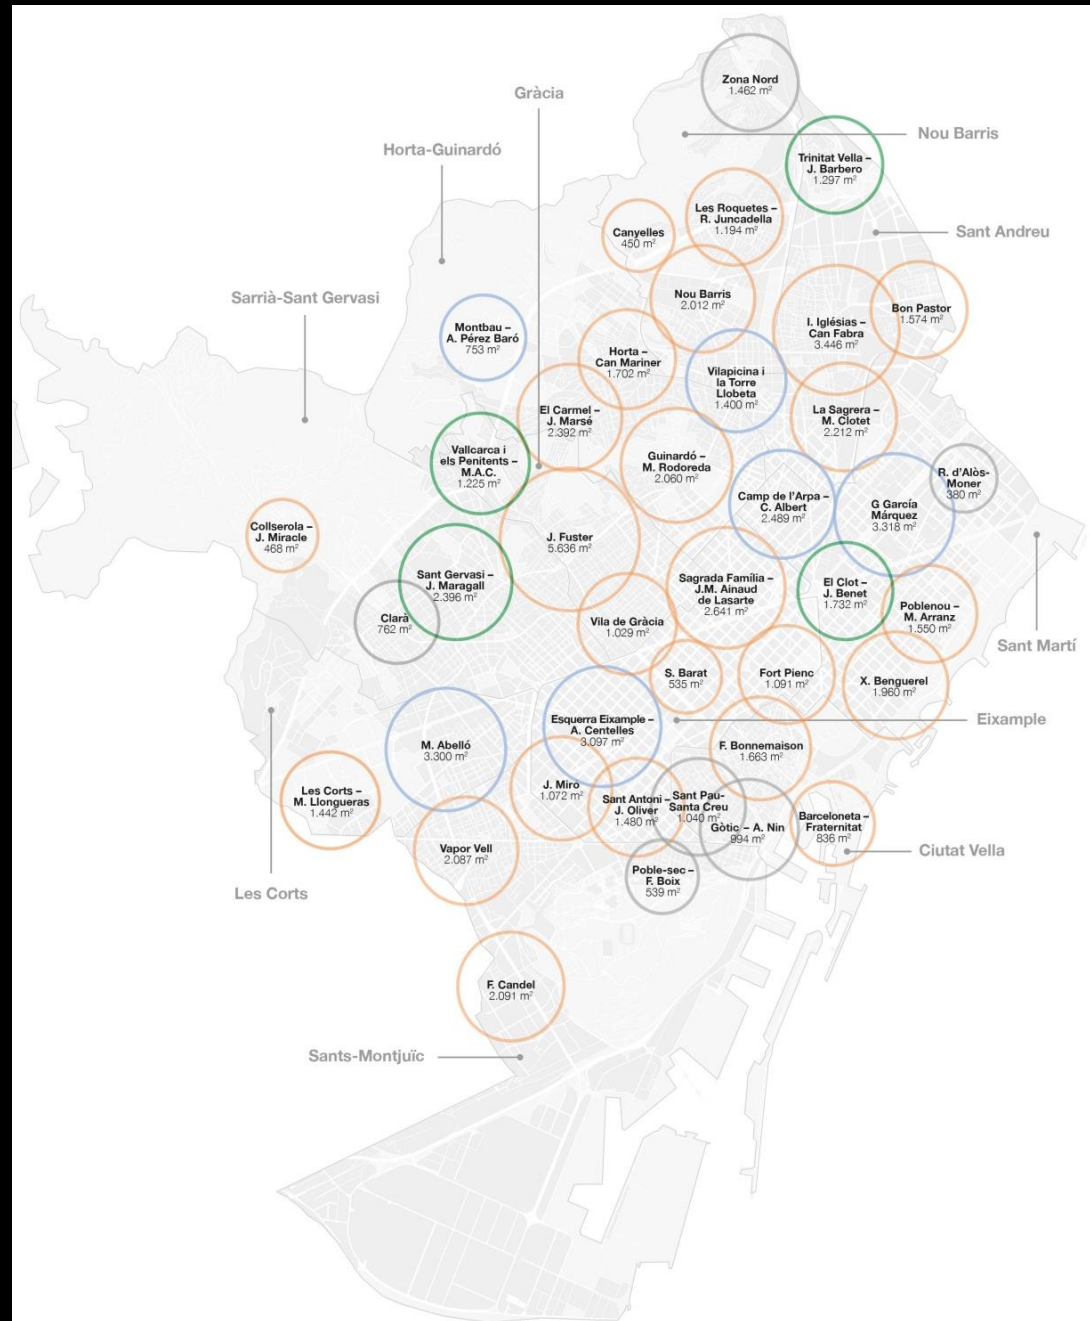 Zona Nord
1.462 m²
Gràcia
Nou Barris
Horta-Guinardó
Trinitat Vella –
J. Barbero
1.297 m²
Les Roquetes –
R. Juncadella
1.194 m²
Canyelles
450 m²
Sant Andreu
Sarrià-Sant Gervasi
Nou Barris
2.012 m²
Bon Pastor
1.574 m²
I. Iglésias –
Can Fabra
3.446 m²
Montbau –
A. Pérez Baró
753 m²
Horta –
Can Mariner
1.702 m²
Vilapicina i
la Torre
Llobeta
1.400 m²
El Carmel –
J. Marsé
2.392 m²
La Sagrera –
M. Clotet
2.212 m²
Vallcarca i
els Penitents –
M.A.C.
1.225 m²
Guinardó –
M. Rodoreda
2.060 m²
R. d'Alòs-
Moner
380 m²
Camp de l'Arpa –
C. Albert
2.489 m²
G García
Márquez
3.318 m²
Collserola –
J. Miracle
468 m²
J. Fuster
5.636 m²
Sant Gervasi –
J. Maragall
2.396 m²
Sagrada Família –
J.M. Ainaud
de Lasarte
2.641 m²
El Clot –
J. Benet
1.732 m²
Poblenou –
M. Arranz
1.550 m²
Clarà
762 m²
Vila de Gràcia
1.029 m²
Sant Martí
S. Barat
535 m²
Fort Pienc
1.091 m²
X. Benguerel
1.960 m²
Esquerra Eixample –
A. Centelles
3.097 m²
Eixample
M. Abelló
3.300 m²
F. Bonnemaison
1.663 m²
J. Miro
1.072 m²
Les Corts –
M. Llongueras
1.442 m²
Sant Antoni –
J. Oliver
1.480 m²
Sant Pau-
Santa Creu
1.040 m²
Gòtic – A. Nin
994 m²
Barceloneta –
Fraternitat
836 m²
Vapor Vell
2.087 m²
Ciutat Vella
Poble-sec –
F. Boix
539 m²
Les Corts
F. Candel
2.091 m²
Sants-Montjuïc